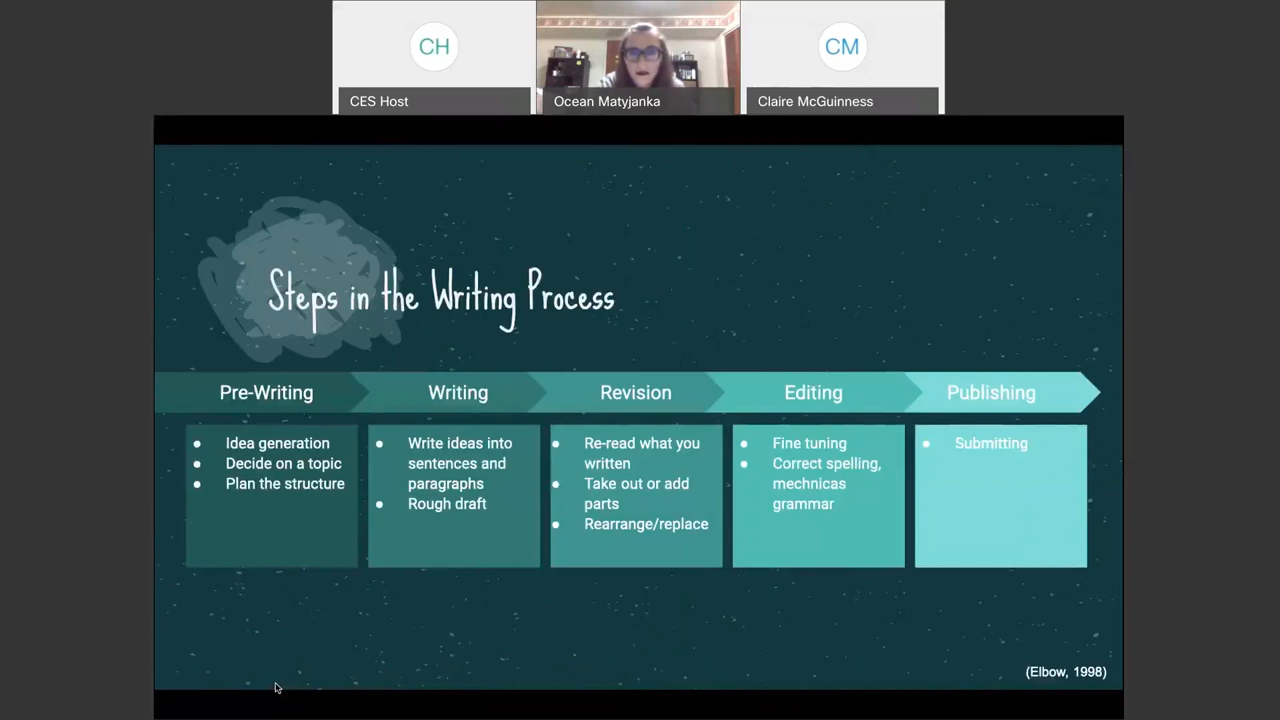 CH
CM
CES Host
Ocean Matyjanka
Claire McGuinness
Steps in the Writing Process
Pre-Writing
Writing
Revision
Editing
Publishing
Idea generation
Decide on a topic
Plan the structure
Write ideas into
sentences and
paragraphs
Rough draft
Re-read what you
written
Take out or add
parts
Rearrange/replace
Fine tuning
Correct spelling,
mechnicas
grammar
Submitting
(Elbow, 1998)